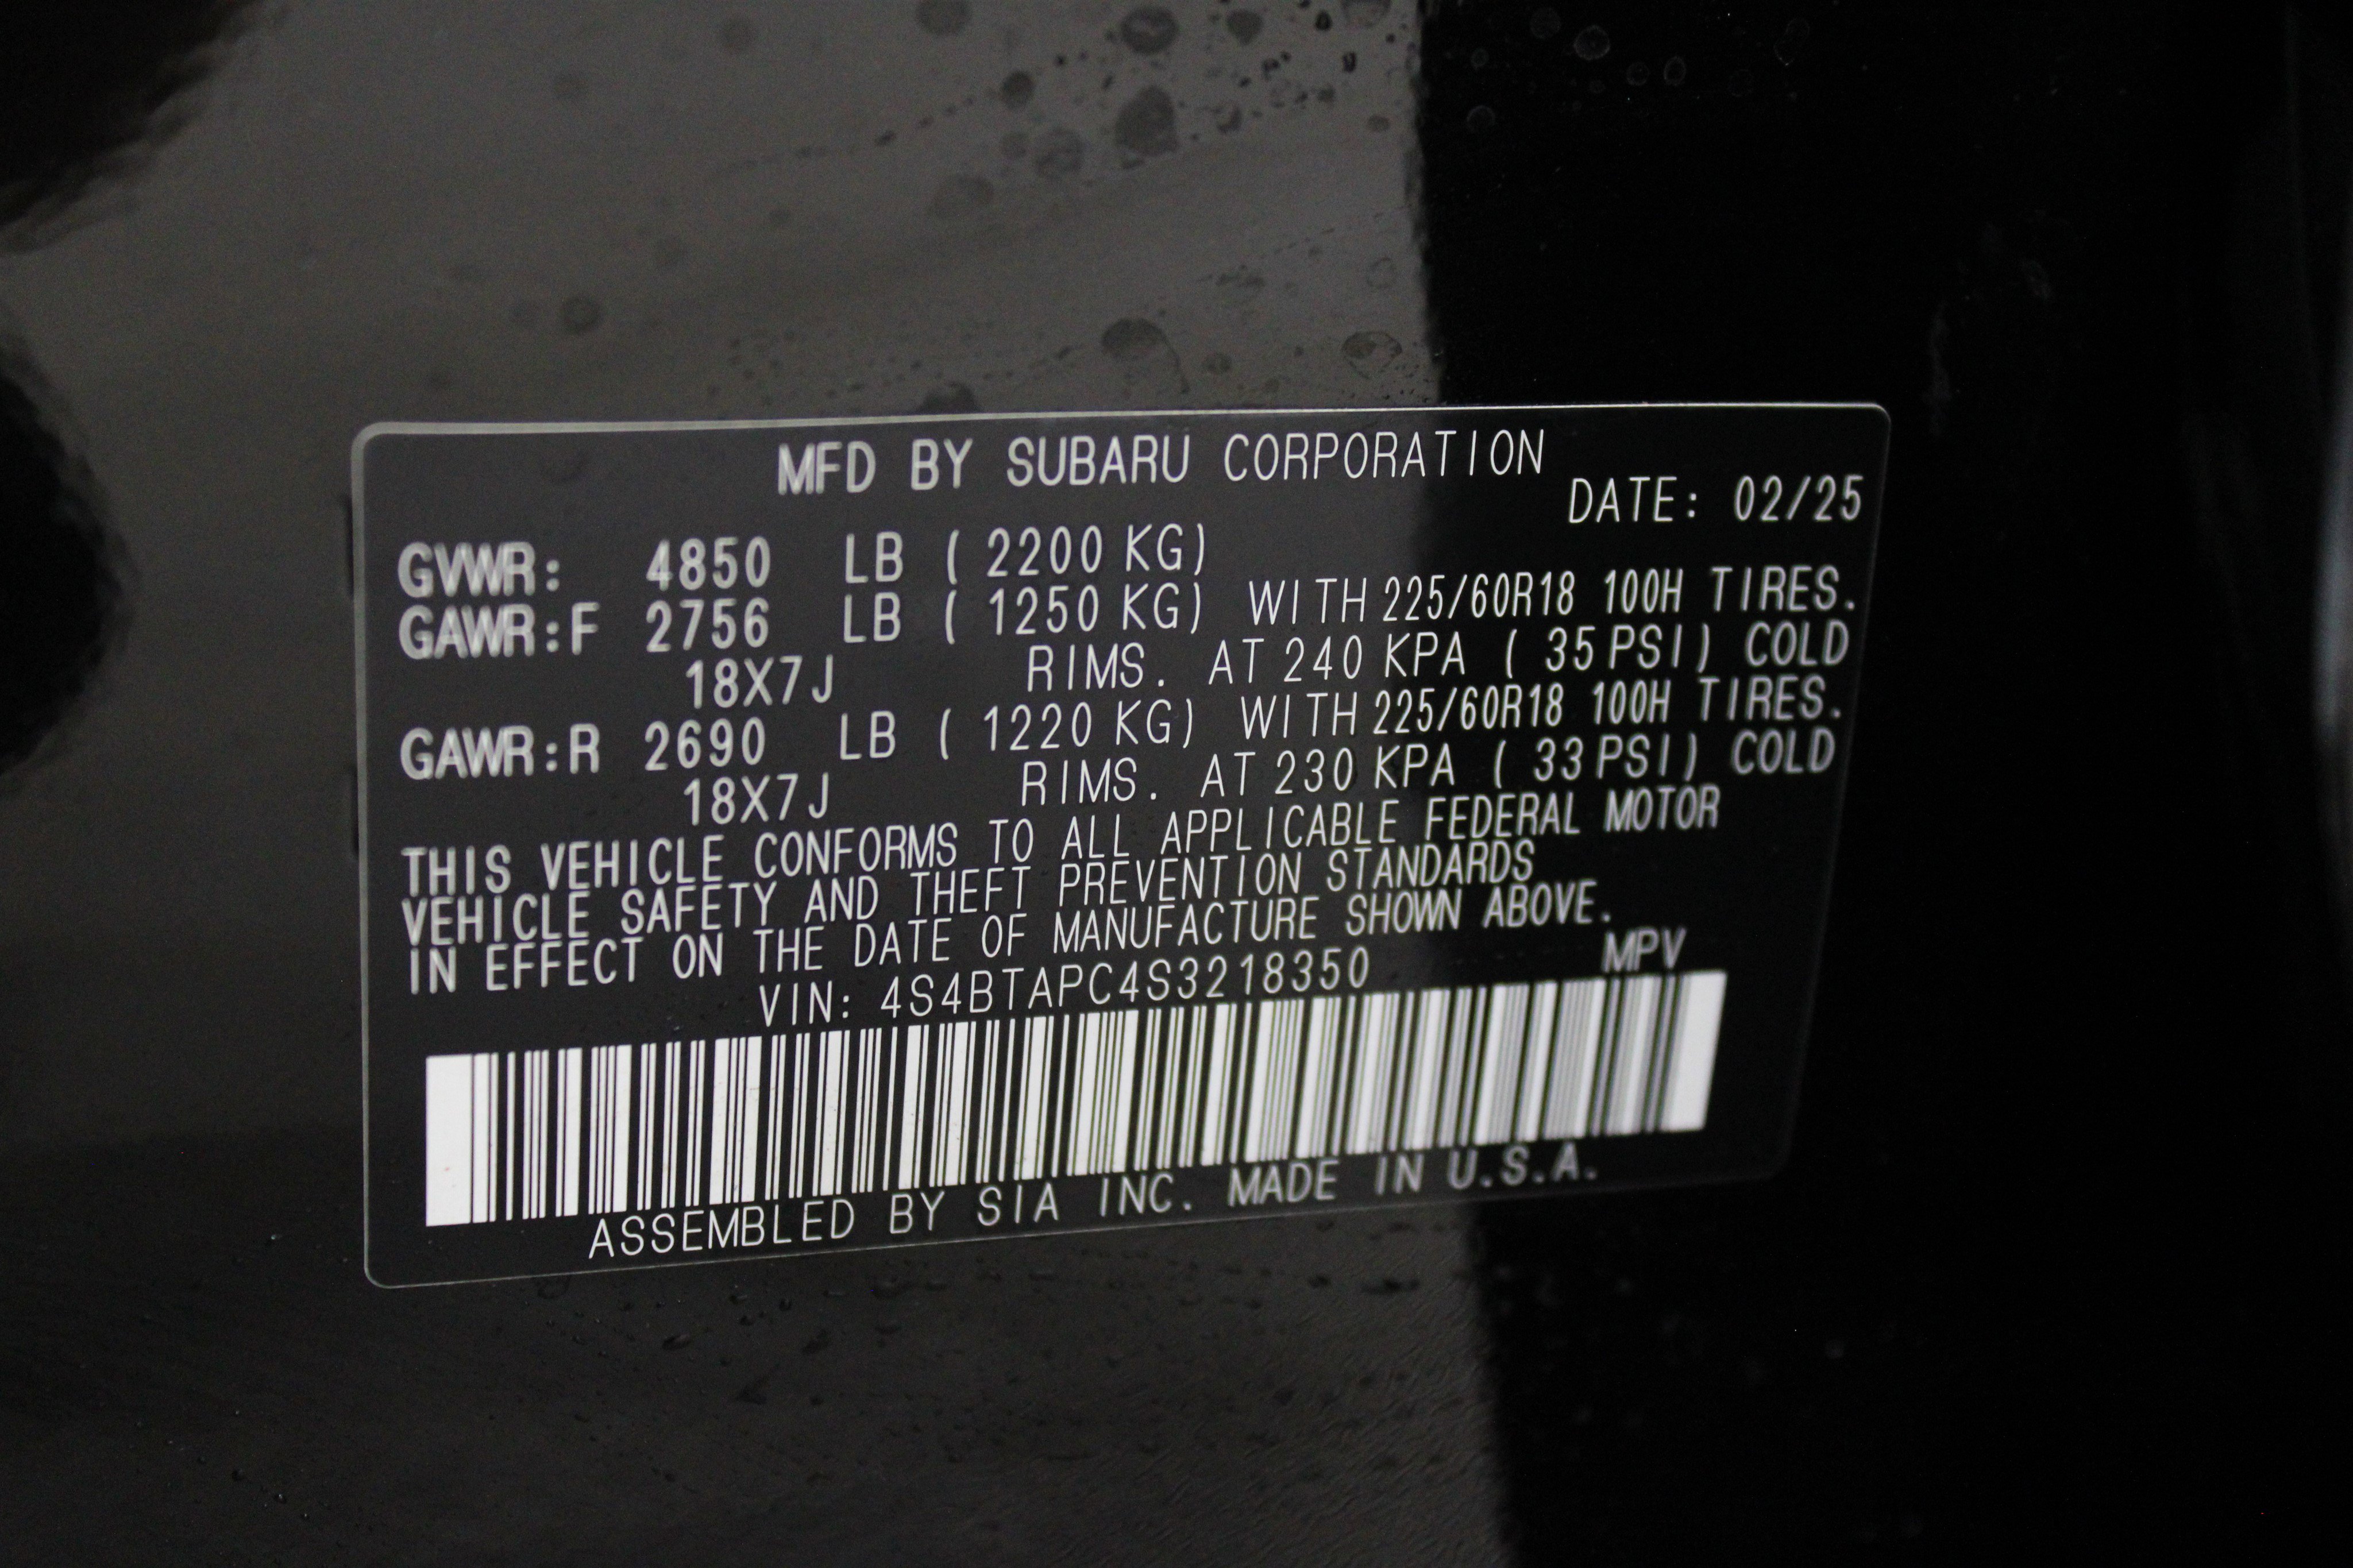 MFD BY SUBARU CORPORATION
DATE: 02/25
GVWR: 4850 LB ( 2200 KG)
GAWR:F 2756 LB ( 1250 KG) WITH 225/60R18 100H TIRES.
18X7J RIMS. AT 240 KPA ( 35 PSI) COLD
GAWR:R 2690 LB ( 1220 KG) WITH 225/60R18 100H TIRES.
18X7J RIMS. AT 230 KPA ( 33 PSI) COLD
THIS VEHICLE CONFORMS TO ALL APPLICABLE FEDERAL MOTOR
VEHICLE SAFETY AND THEFT PREVENTION STANDARDS
IN EFFECT ON THE DATE OF MANUFACTURE SHOWN ABOVE.
VIN: 4S4BTAPC4S3218350 MPV
ASSEMBLED BY SIA INC. MADE IN U.S.A.